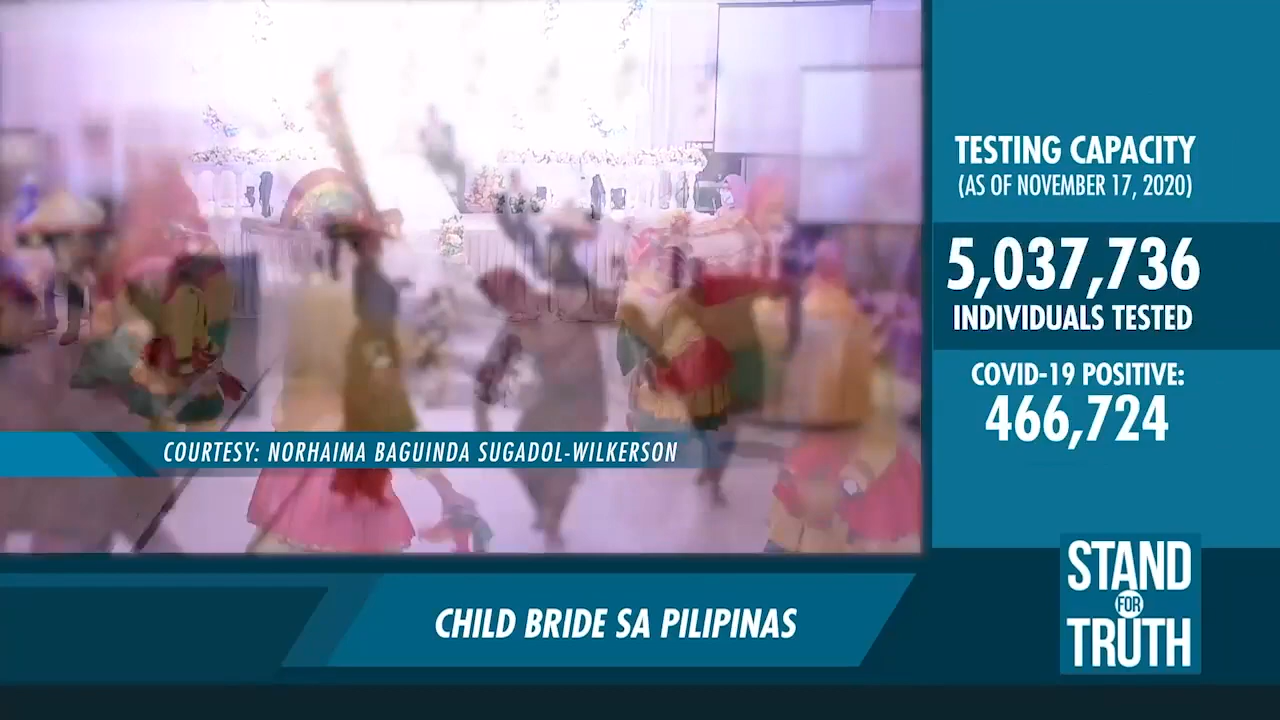 TESTING CAPACITY
(AS OF NOVEMBER 17, 2020)
5,037,736
INDIVIDUALS TESTED
COVID-19 POSITIVE:
466,724
COURTESY: NORHAIMA BAGUINDA SUGADOL-WILKERSON
CHILD BRIDE SA PILIPINAS
STAND
FOR
TRUTH